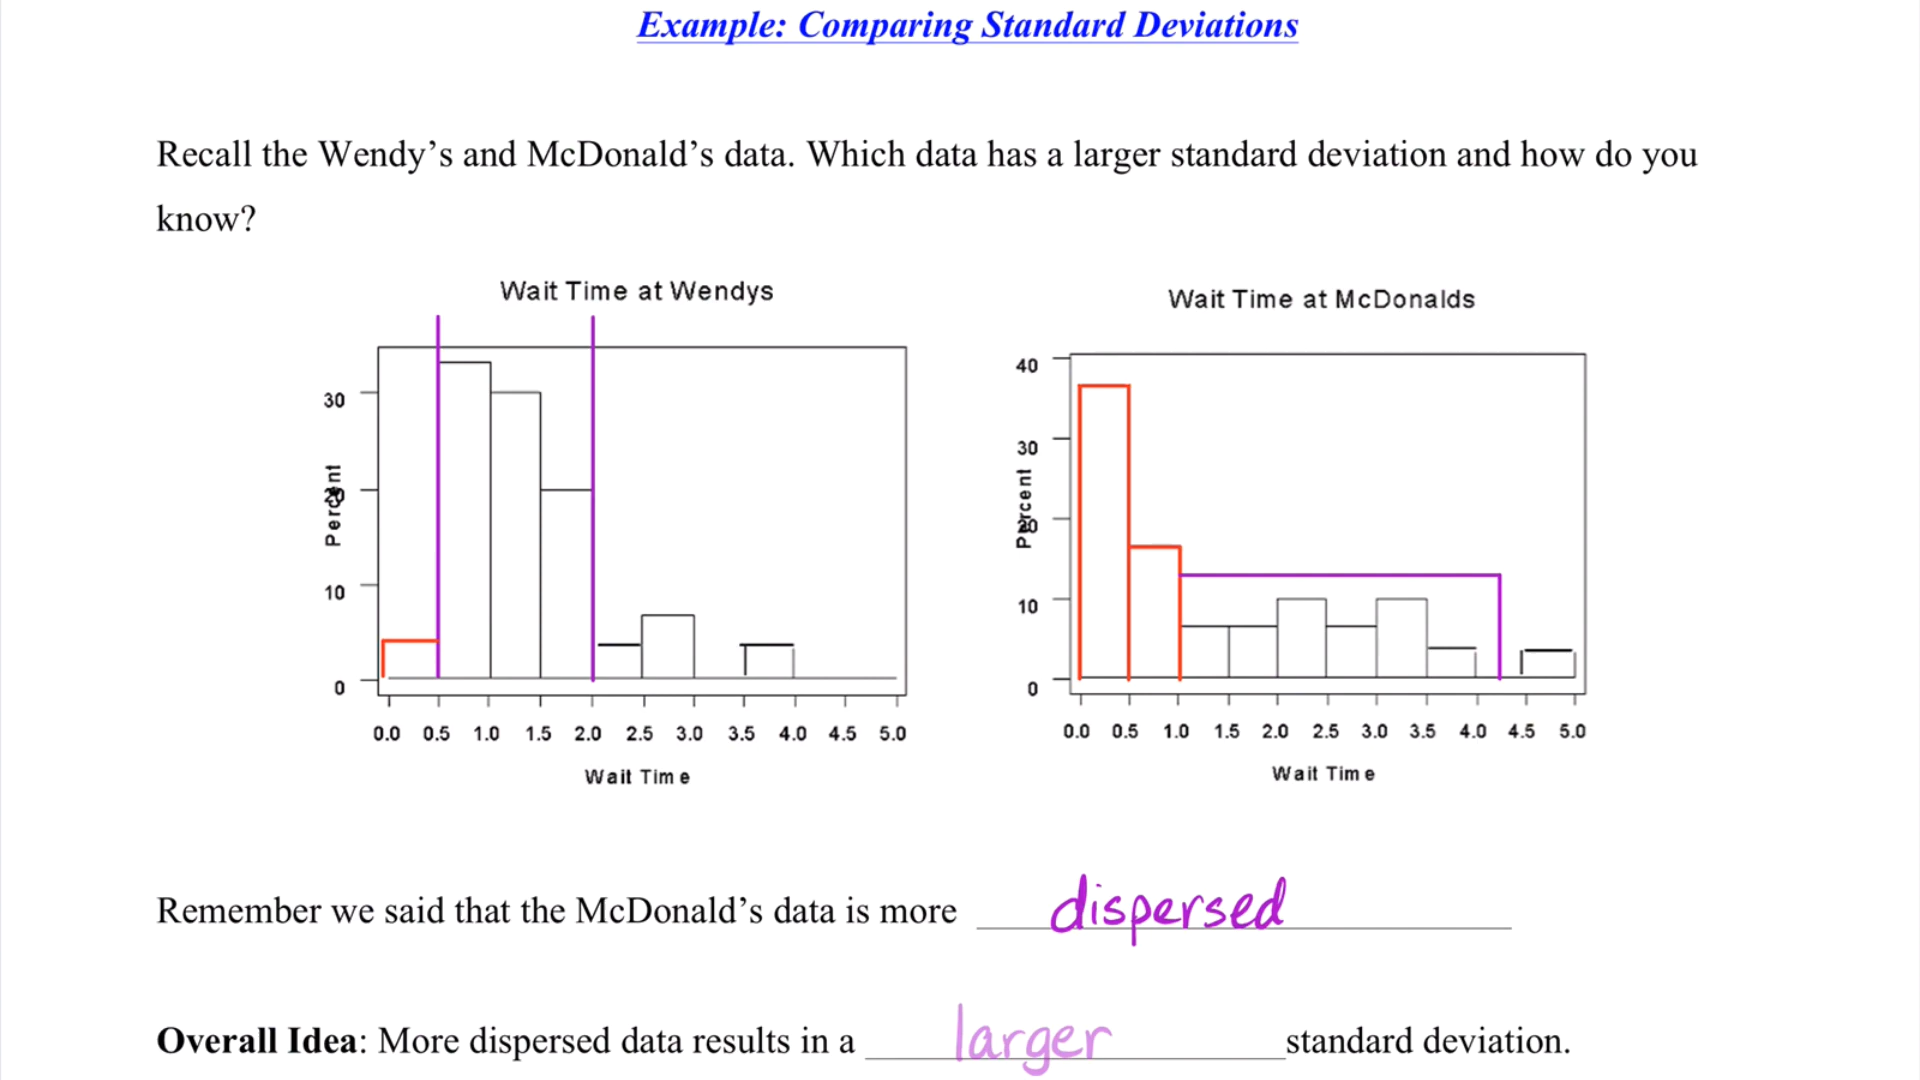 Example: Comparing Standard Deviations
Recall the Wendy’s and McDonald’s data. Which data has a larger standard deviation and how do you
know?
Wait Time at Wendys
30
20
10
0
Percent
0.0 0.5 1.0 1.5 2.0 2.5 3.0 3.5 4.0 4.5 5.0
Wait Time
Wait Time at McDonalds
40
30
20
10
0
Percent
0.0 0.5 1.0 1.5 2.0 2.5 3.0 3.5 4.0 4.5 5.0
Wait Time
Remember we said that the McDonald’s data is more dispersed
Overall Idea: More dispersed data results in a larger standard deviation.